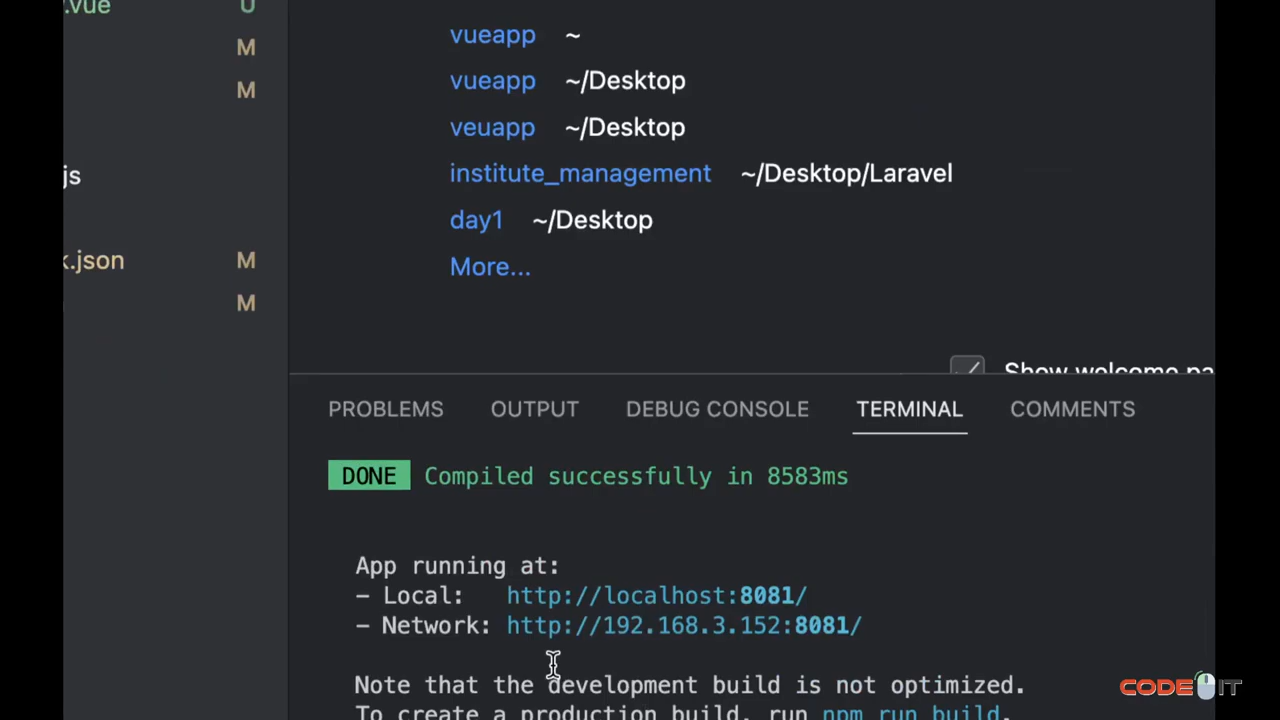 .vue U
M
M
js
k.json M
M
vueapp ~
vueapp ~/Desktop
veuapp ~/Desktop
institute_management ~/Desktop/Laravel
day1 ~/Desktop
More...
Show welcome pa
PROBLEMS OUTPUT DEBUG CONSOLE TERMINAL COMMENTS
DONE Compiled successfully in 8583ms
App running at:
- Local: http://localhost:8081/
- Network: http://192.168.3.152:8081/
Note that the development build is not optimized.
To create a production build, run npm run build.
CODE IT